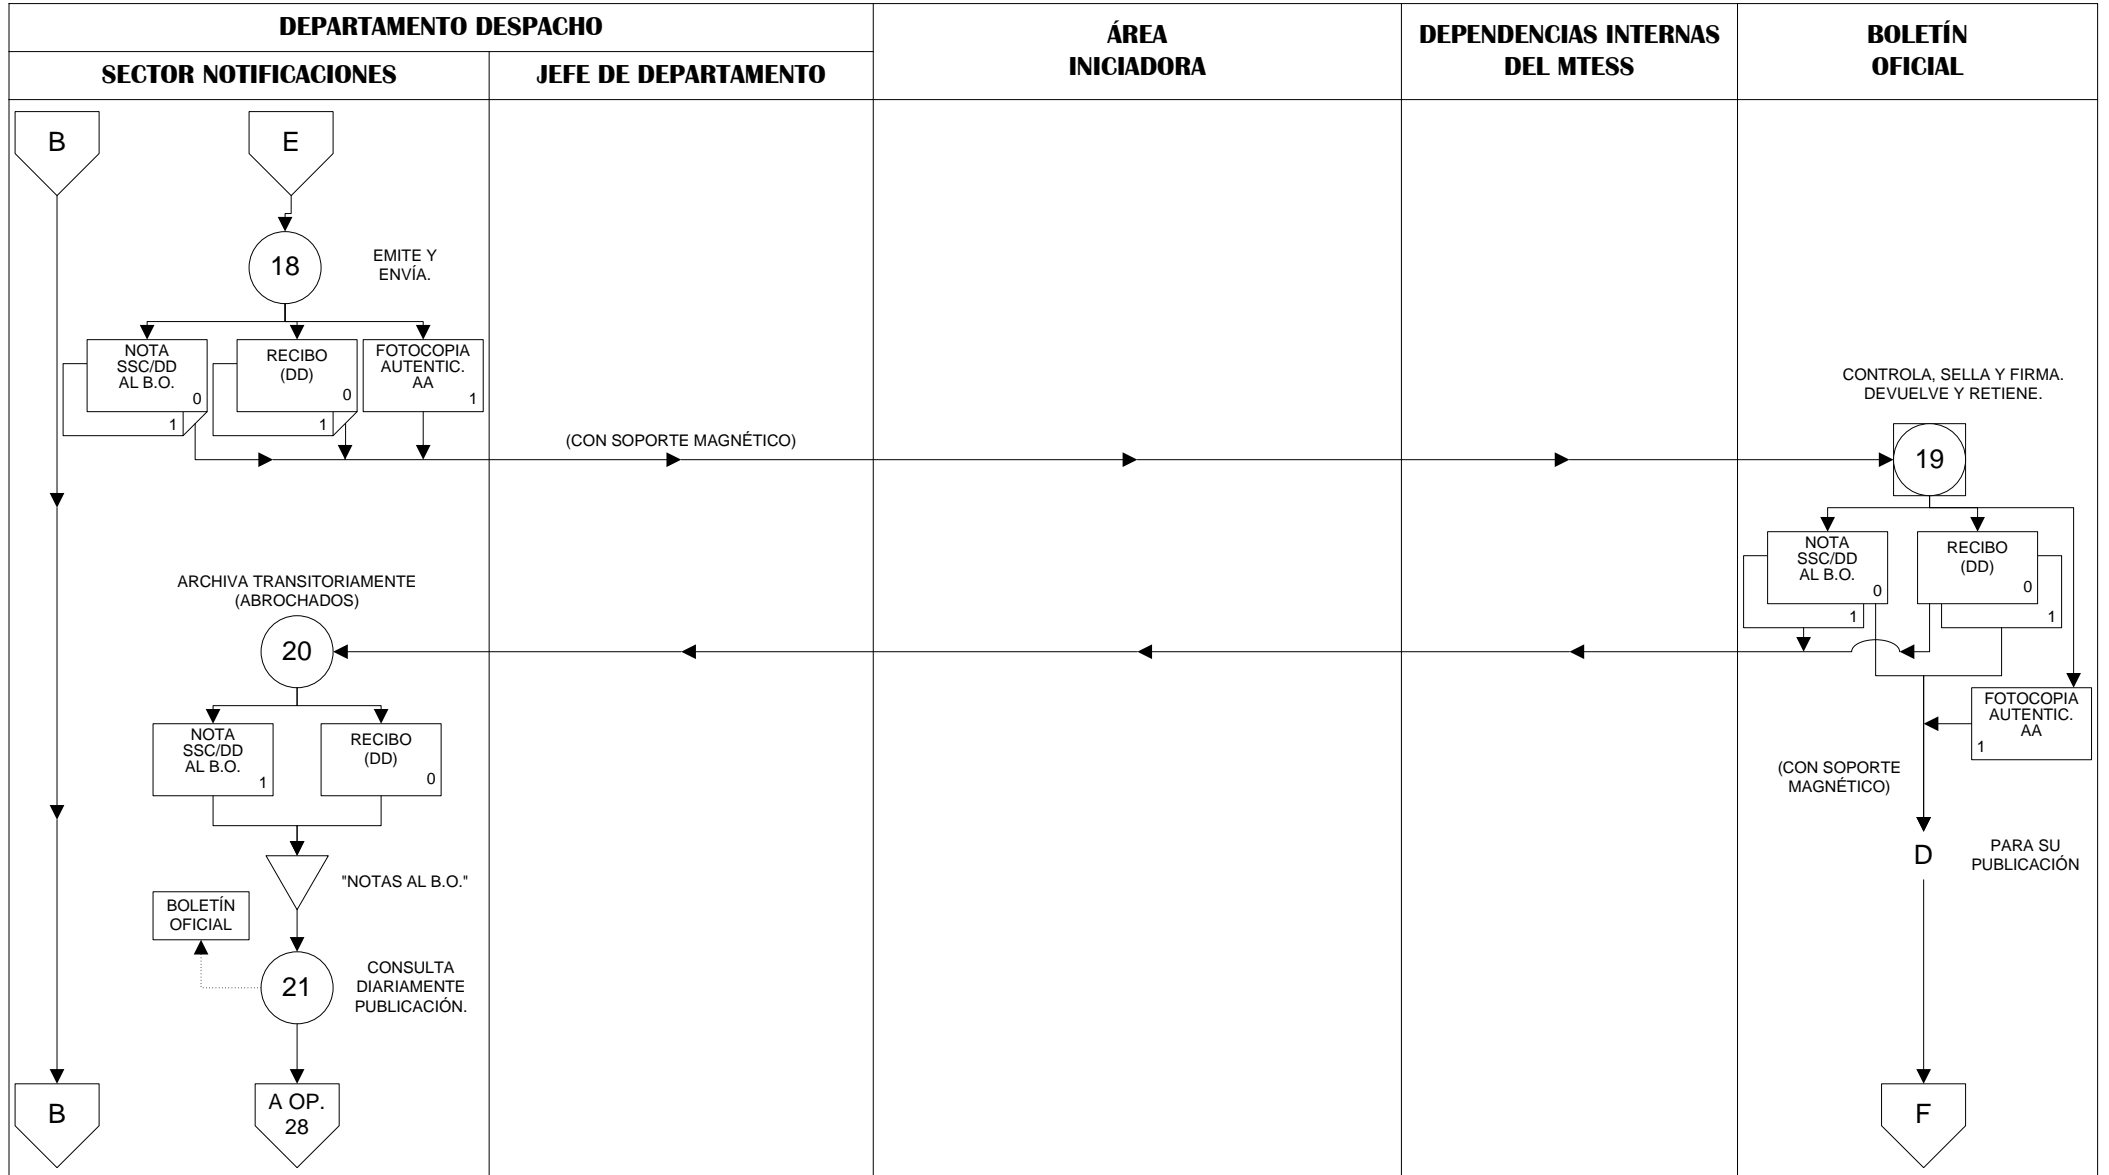 DEPARTAMENTO DESPACHO
SECTOR NOTIFICACIONES
JEFE DE DEPARTAMENTO
ÁREA
INICIADORA
DEPENDENCIAS INTERNAS
DEL MTESS
BOLETÍN
OFICIAL
B
E
18
EMITE Y
ENVÍA.
NOTA
SSC/DD
AL B.O.
0
1
RECIBO
(DD)
0
1
FOTOCOPIA
AUTENTIC.
AA
1
(CON SOPORTE MAGNÉTICO)
CONTROLA, SELLA Y FIRMA.
DEVUELVE Y RETIENE.
19
NOTA
SSC/DD
AL B.O.
0
1
RECIBO
(DD)
0
1
ARCHIVA TRANSITORIAMENTE
(ABROCHADOS)
20
FOTOCOPIA
AUTENTIC.
AA
1
NOTA
SSC/DD
AL B.O.
1
RECIBO
(DD)
0
(CON SOPORTE
MAGNÉTICO)
D
PARA SU
PUBLICACIÓN
"NOTAS AL B.O."
BOLETÍN
OFICIAL
21
CONSULTA
DIARIAMENTE
PUBLICACIÓN.
B
A OP.
28
F